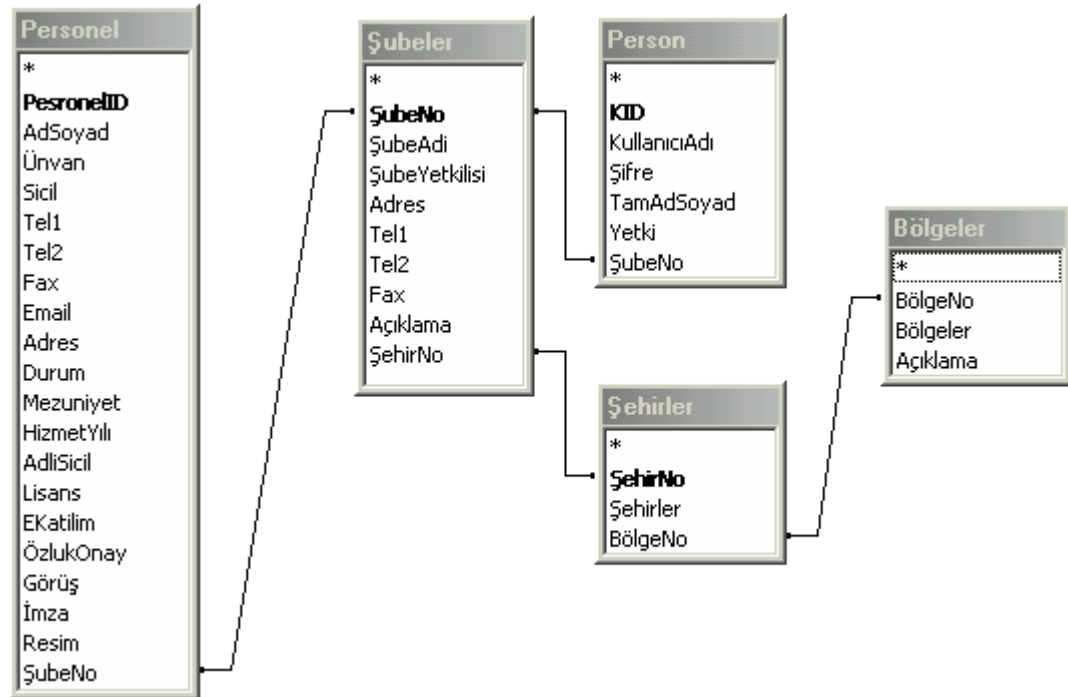 Personel
*
PesronelID
AdSoyad
Ünvan
Sicil
Tel1
Tel2
Fax
Email
Adres
Durum
Mezuniyet
HizmetYılı
AdliSicil
Lisans
EKatilim
ÖzlukOnay
Görüş
İmza
Resim
ŞubeNo
Şubeler
*
ŞubeNo
ŞubeAdi
ŞubeYetkilisi
Adres
Tel1
Tel2
Fax
Açıklama
ŞehirNo
Person
*
KID
KullanıcıAdı
Şifre
TamAdSoyad
Yetki
ŞubeNo
Şehirler
*
ŞehirNo
Şehirler
BölgeNo
Bölgeler
*
BölgeNo
Bölgeler
Açıklama